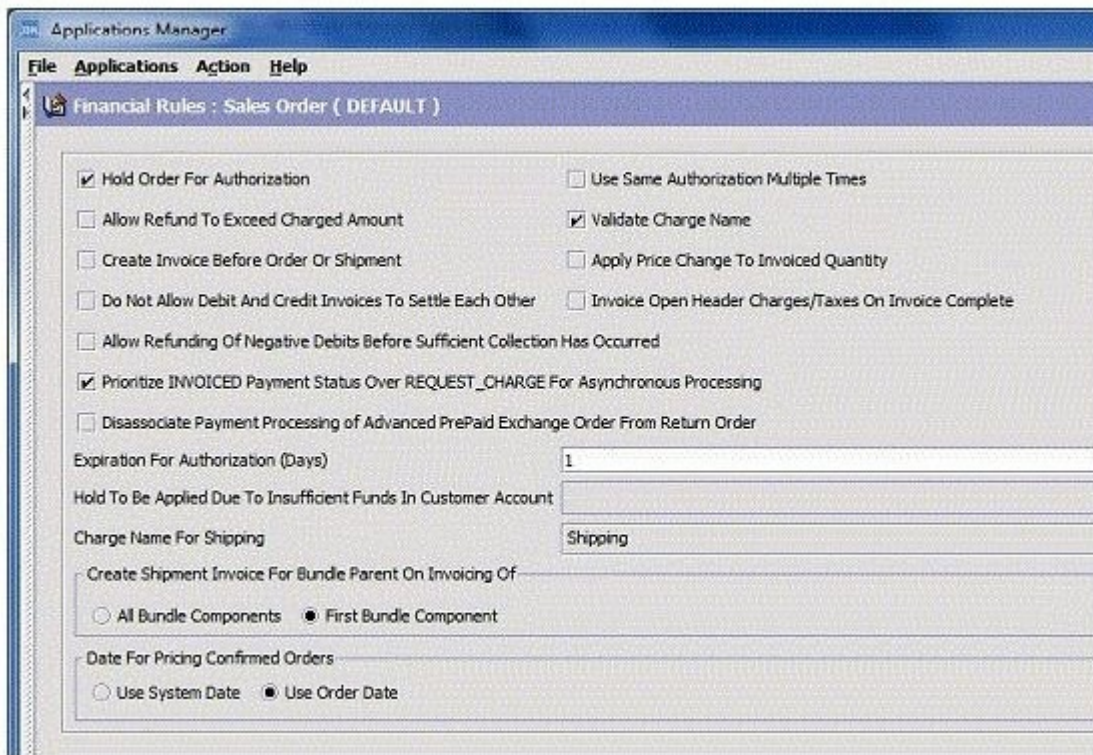 Applications Manager
File Applications Action Help
Financial Rules : Sales Order ( DEFAULT )
Hold Order For Authorization Use Same Authorization Multiple Times
Allow Refund To Exceed Charged Amount Validate Charge Name
Create Invoice Before Order Or Shipment Apply Price Change To Invoiced Quantity
Do Not Allow Debit And Credit Invoices To Settle Each Other Invoice Open Header Charges/Taxes On Invoice Complete
Allow Refunding Of Negative Debits Before Sufficient Collection Has Occurred
Prioritize INVOICED Payment Status Over REQUEST_CHARGE For Asynchronous Processing
Disassociate Payment Processing of Advanced PrePaid Exchange Order From Return Order
Expiration For Authorization (Days) 1
Hold To Be Applied Due To Insufficient Funds In Customer Account
Charge Name For Shipping Shipping
Create Shipment Invoice For Bundle Parent On Invoicing Of
All Bundle Components First Bundle Component
Date For Pricing Confirmed Orders
Use System Date Use Order Date